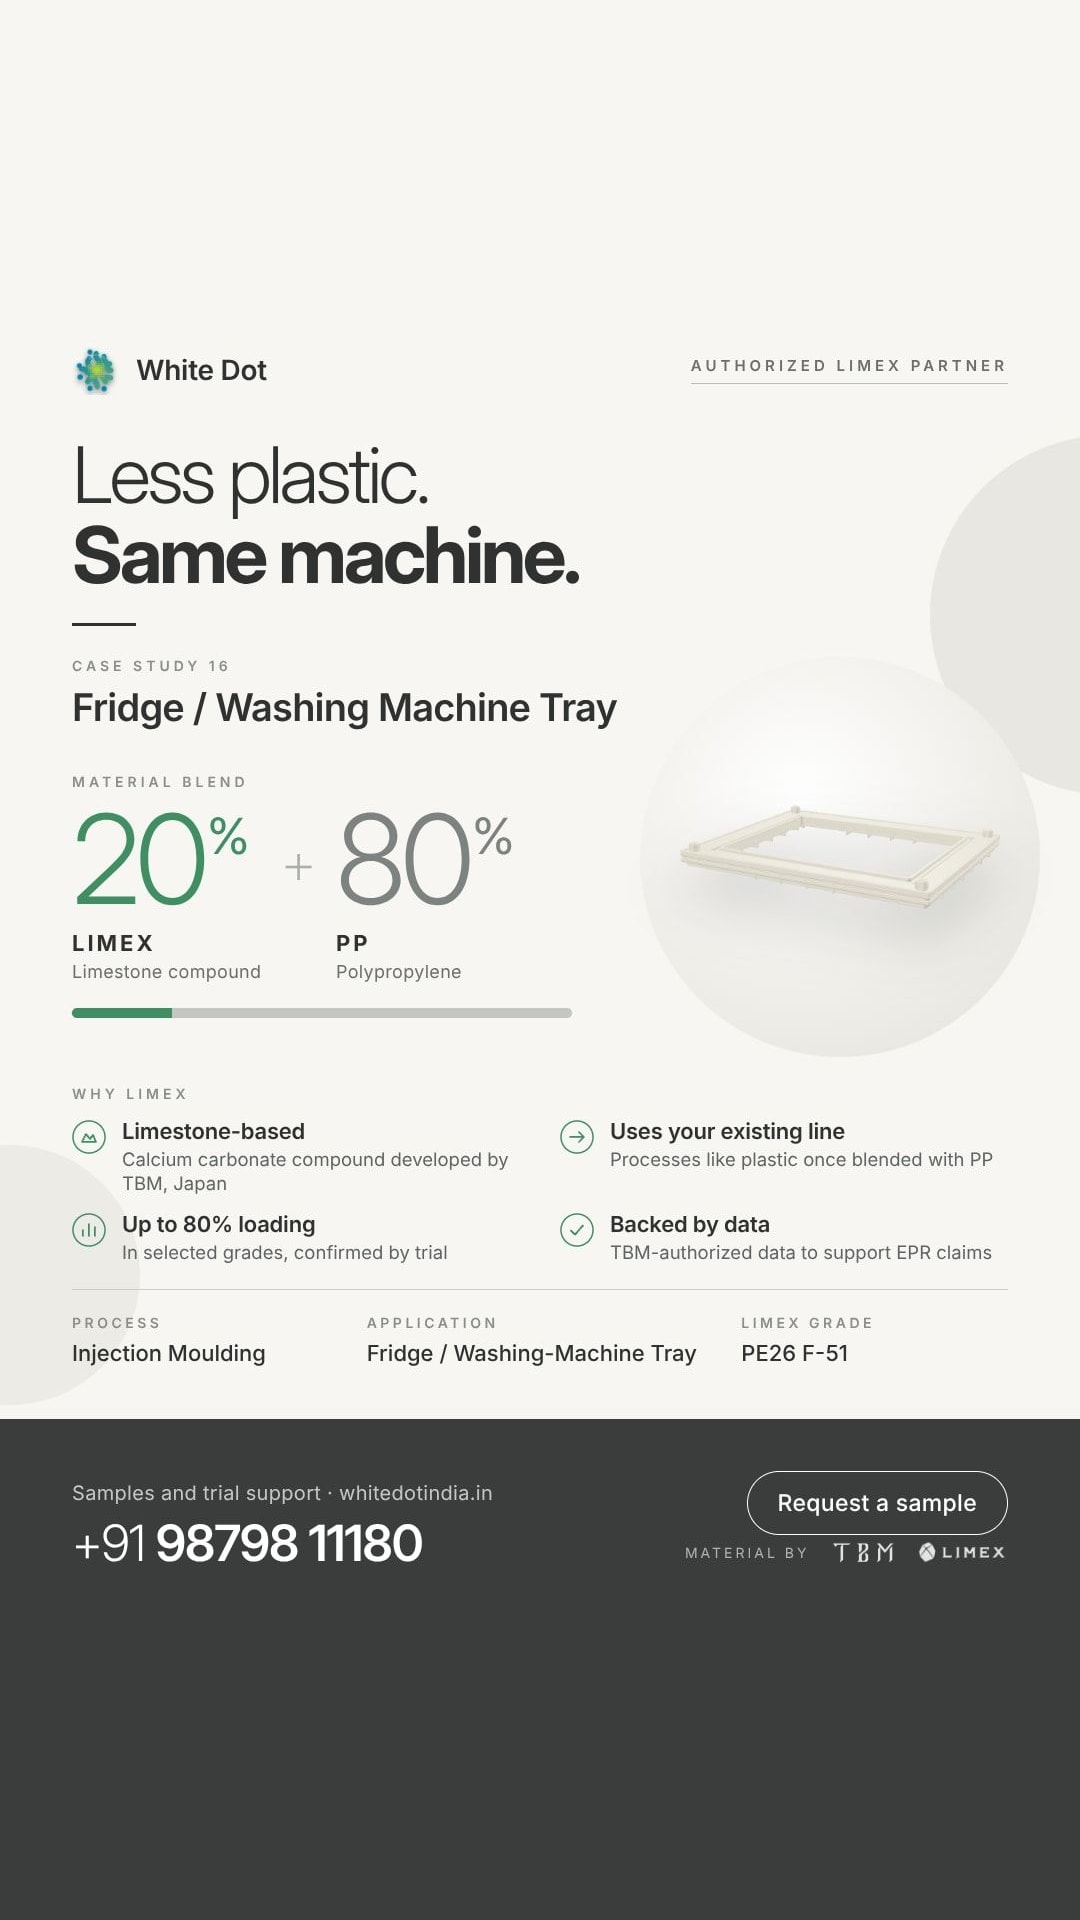 White Dot
AUTHORIZED LIMEX PARTNER
Less plastic.
Same machine.
CASE STUDY 16
Fridge / Washing Machine Tray
MATERIAL BLEND
20% + 80%
LIMEX PP
Limestone compound Polypropylene
WHY LIMEX
Limestone-based
Calcium carbonate compound developed by
TBM, Japan
Uses your existing line
Processes like plastic once blended with PP
Up to 80% loading
In selected grades, confirmed by trial
Backed by data
TBM-authorized data to support EPR claims
PROCESS
Injection Moulding
APPLICATION
Fridge / Washing-Machine Tray
LIMEX GRADE
PE26 F-51
Samples and trial support · whitedotindia.in
+91 98798 11180
Request a sample
MATERIAL BY TBM LIMEX